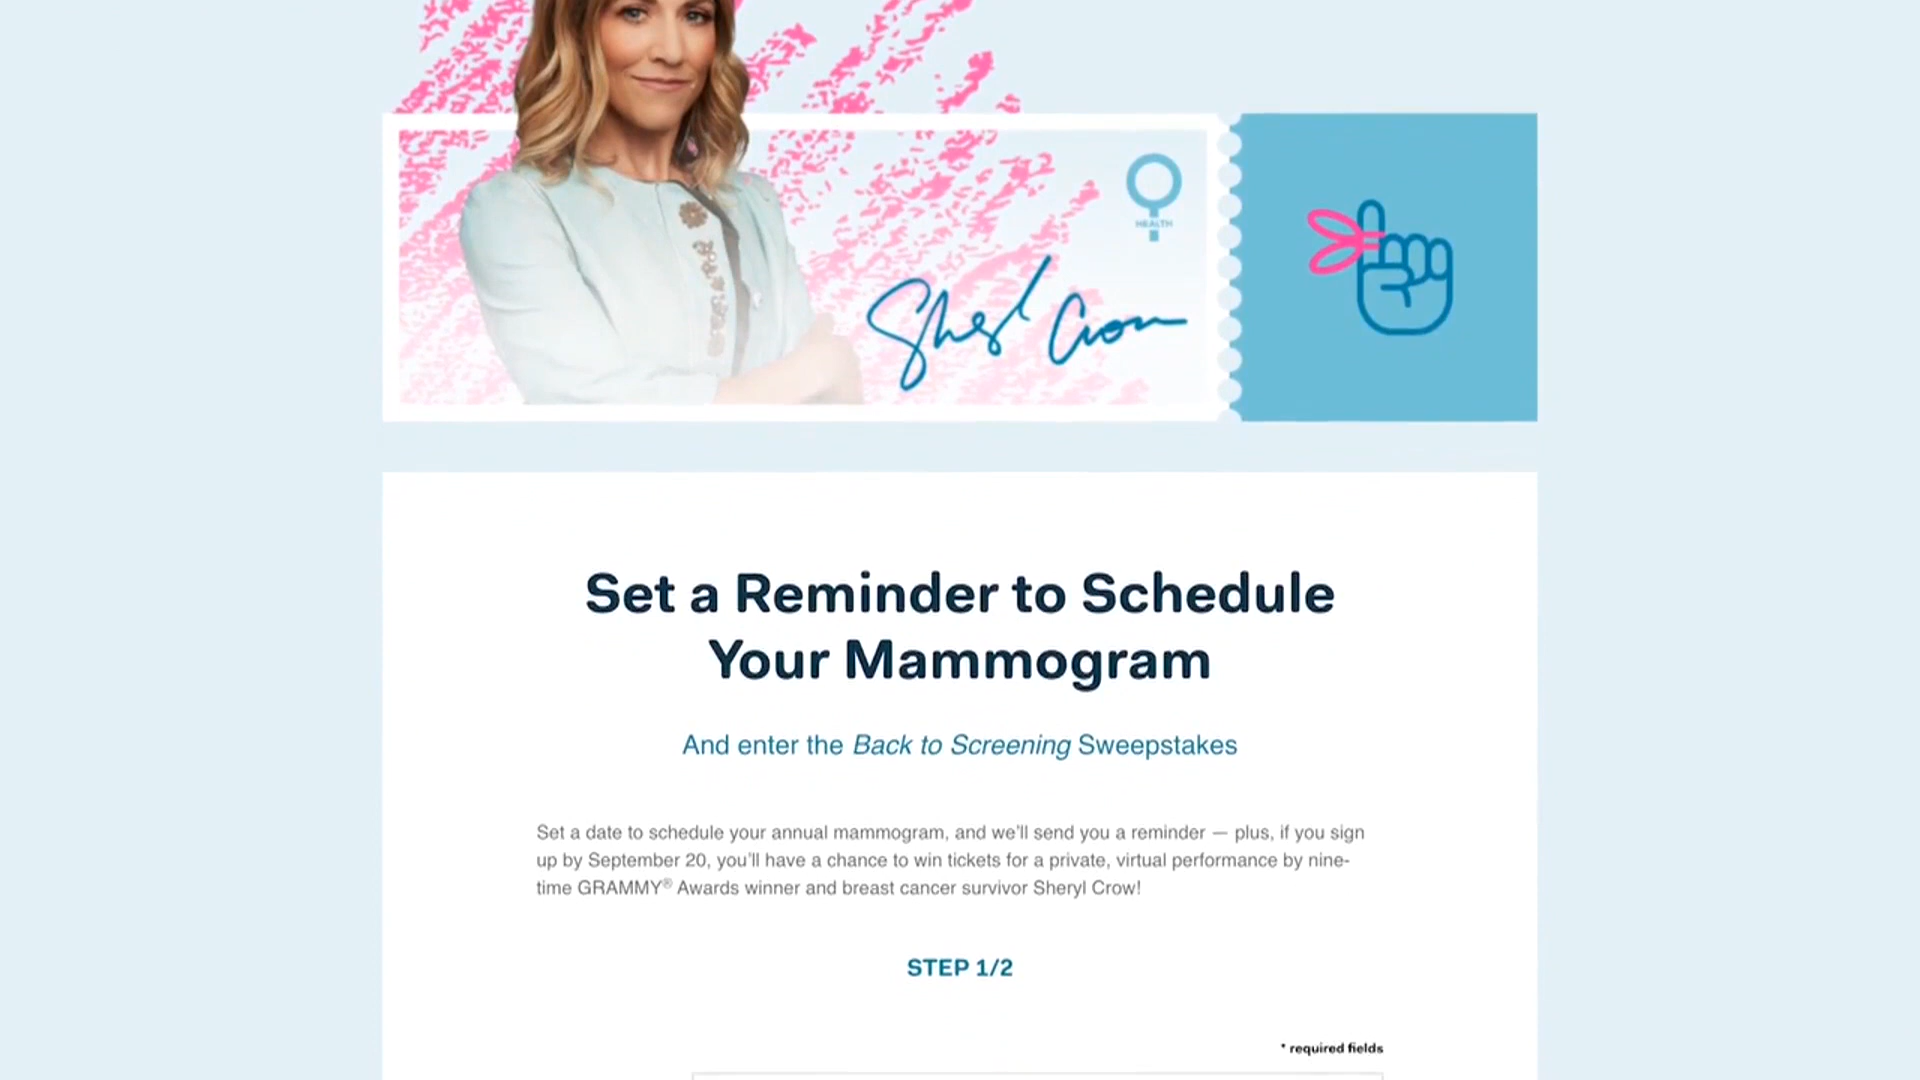 HEALTH
Sheryl Crow
Set a Reminder to Schedule
Your Mammogram
And enter the Back to Screening Sweepstakes
Set a date to schedule your annual mammogram, and we'll send you a reminder — plus, if you sign
up by September 20, you'll have a chance to win tickets for a private, virtual performance by nine-
time GRAMMY® Awards winner and breast cancer survivor Sheryl Crow!
STEP 1/2
* required fields